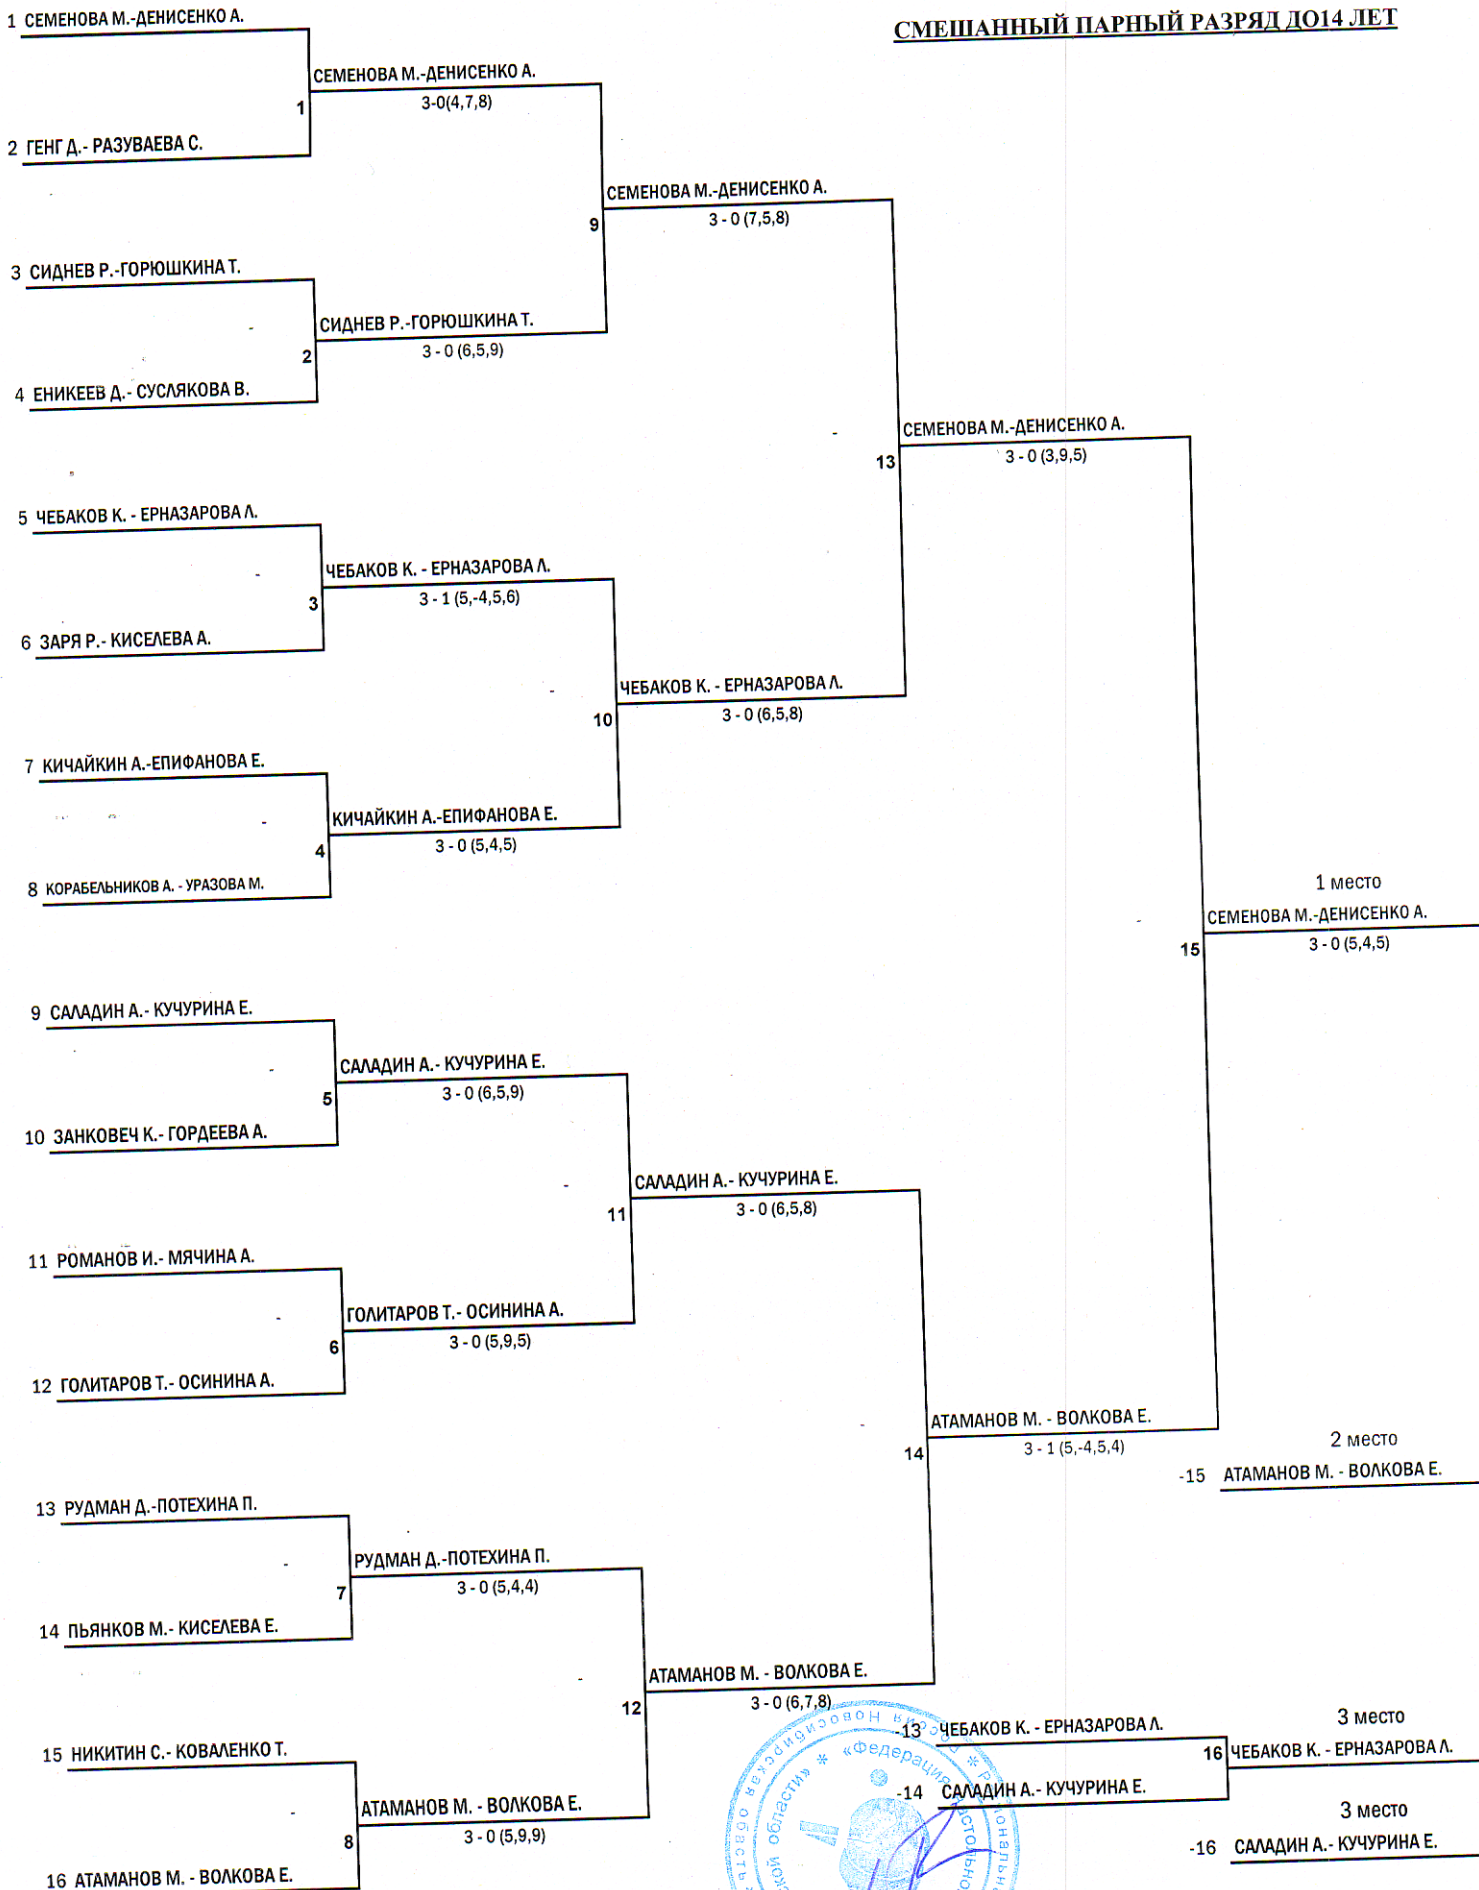 СМЕШАННЫЙ ПАРНЫЙ РАЗРЯД ДО14 ЛЕТ
1 СЕМЕНОВА М.-ДЕНИСЕНКО А.
СЕМЕНОВА М.-ДЕНИСЕНКО А.
1
3-0(4,7,8)
2 ГЕНГ Д.- РАЗУВАЕВА С.
СЕМЕНОВА М.-ДЕНИСЕНКО А.
9
3 - 0 (7,5,8)
3 СИДНЕВ Р.-ГОРЮШКИНА Т.
СИДНЕВ Р.-ГОРЮШКИНА Т.
2
3 - 0 (6,5,9)
4 ЕНИКЕЕВ Д.- СУСЛЯКОВА В.
СЕМЕНОВА М.-ДЕНИСЕНКО А.
13
3 - 0 (3,9,5)
5 ЧЕБАКОВ К. - ЕРНАЗАРОВА Л.
ЧЕБАКОВ К. - ЕРНАЗАРОВА Л.
3
3 - 1 (5,-4,5,6)
6 ЗАРЯ Р.- КИСЕЛЕВА А.
ЧЕБАКОВ К. - ЕРНАЗАРОВА Л.
10
3 - 0 (6,5,8)
7 КИЧАЙКИН А.-ЕПИФАНОВА Е.
КИЧАЙКИН А.-ЕПИФАНОВА Е.
4
3 - 0 (5,4,5)
8 КОРАБЕЛЬНИКОВ А. - УРАЗОВА М.
1 место
СЕМЕНОВА М.-ДЕНИСЕНКО А.
15
3 - 0 (5,4,5)
9 САЛАДИН А.- КУЧУРИНА Е.
САЛАДИН А.- КУЧУРИНА Е.
5
3 - 0 (6,5,9)
10 ЗАНКОВЕЧ К.- ГОРДЕЕВА А.
САЛАДИН А.- КУЧУРИНА Е.
11
3 - 0 (6,5,8)
11 РОМАНОВ И.- МЯЧИНА А.
ГОЛИТАРОВ Т.- ОСИНИНА А.
6
3 - 0 (5,9,5)
12 ГОЛИТАРОВ Т.- ОСИНИНА А.
АТАМАНОВ М. - ВОЛКОВА Е.
14
3 - 1 (5,-4,5,4)
2 место
-15 АТАМАНОВ М. - ВОЛКОВА Е.
13 РУДМАН Д.-ПОТЕХИНА П.
РУДМАН Д.-ПОТЕХИНА П.
7
3 - 0 (5,4,4)
14 ПЬЯНКОВ М.- КИСЕЛЕВА Е.
АТАМАНОВ М. - ВОЛКОВА Е.
12
3 - 0 (6,7,8)
15 НИКИТИН С.- КОВАЛЕНКО Т.
АТАМАНОВ М. - ВОЛКОВА Е.
8
3 - 0 (5,9,9)
16 АТАМАНОВ М. - ВОЛКОВА Е.
-13 ЧЕБАКОВ К. - ЕРНАЗАРОВА Л.
3 место
16 ЧЕБАКОВ К. - ЕРНАЗАРОВА Л.
-14 САЛАДИН А.- КУЧУРИНА Е.
3 место
-16 САЛАДИН А.- КУЧУРИНА Е.
Новосибирская область
области» * «Федерация